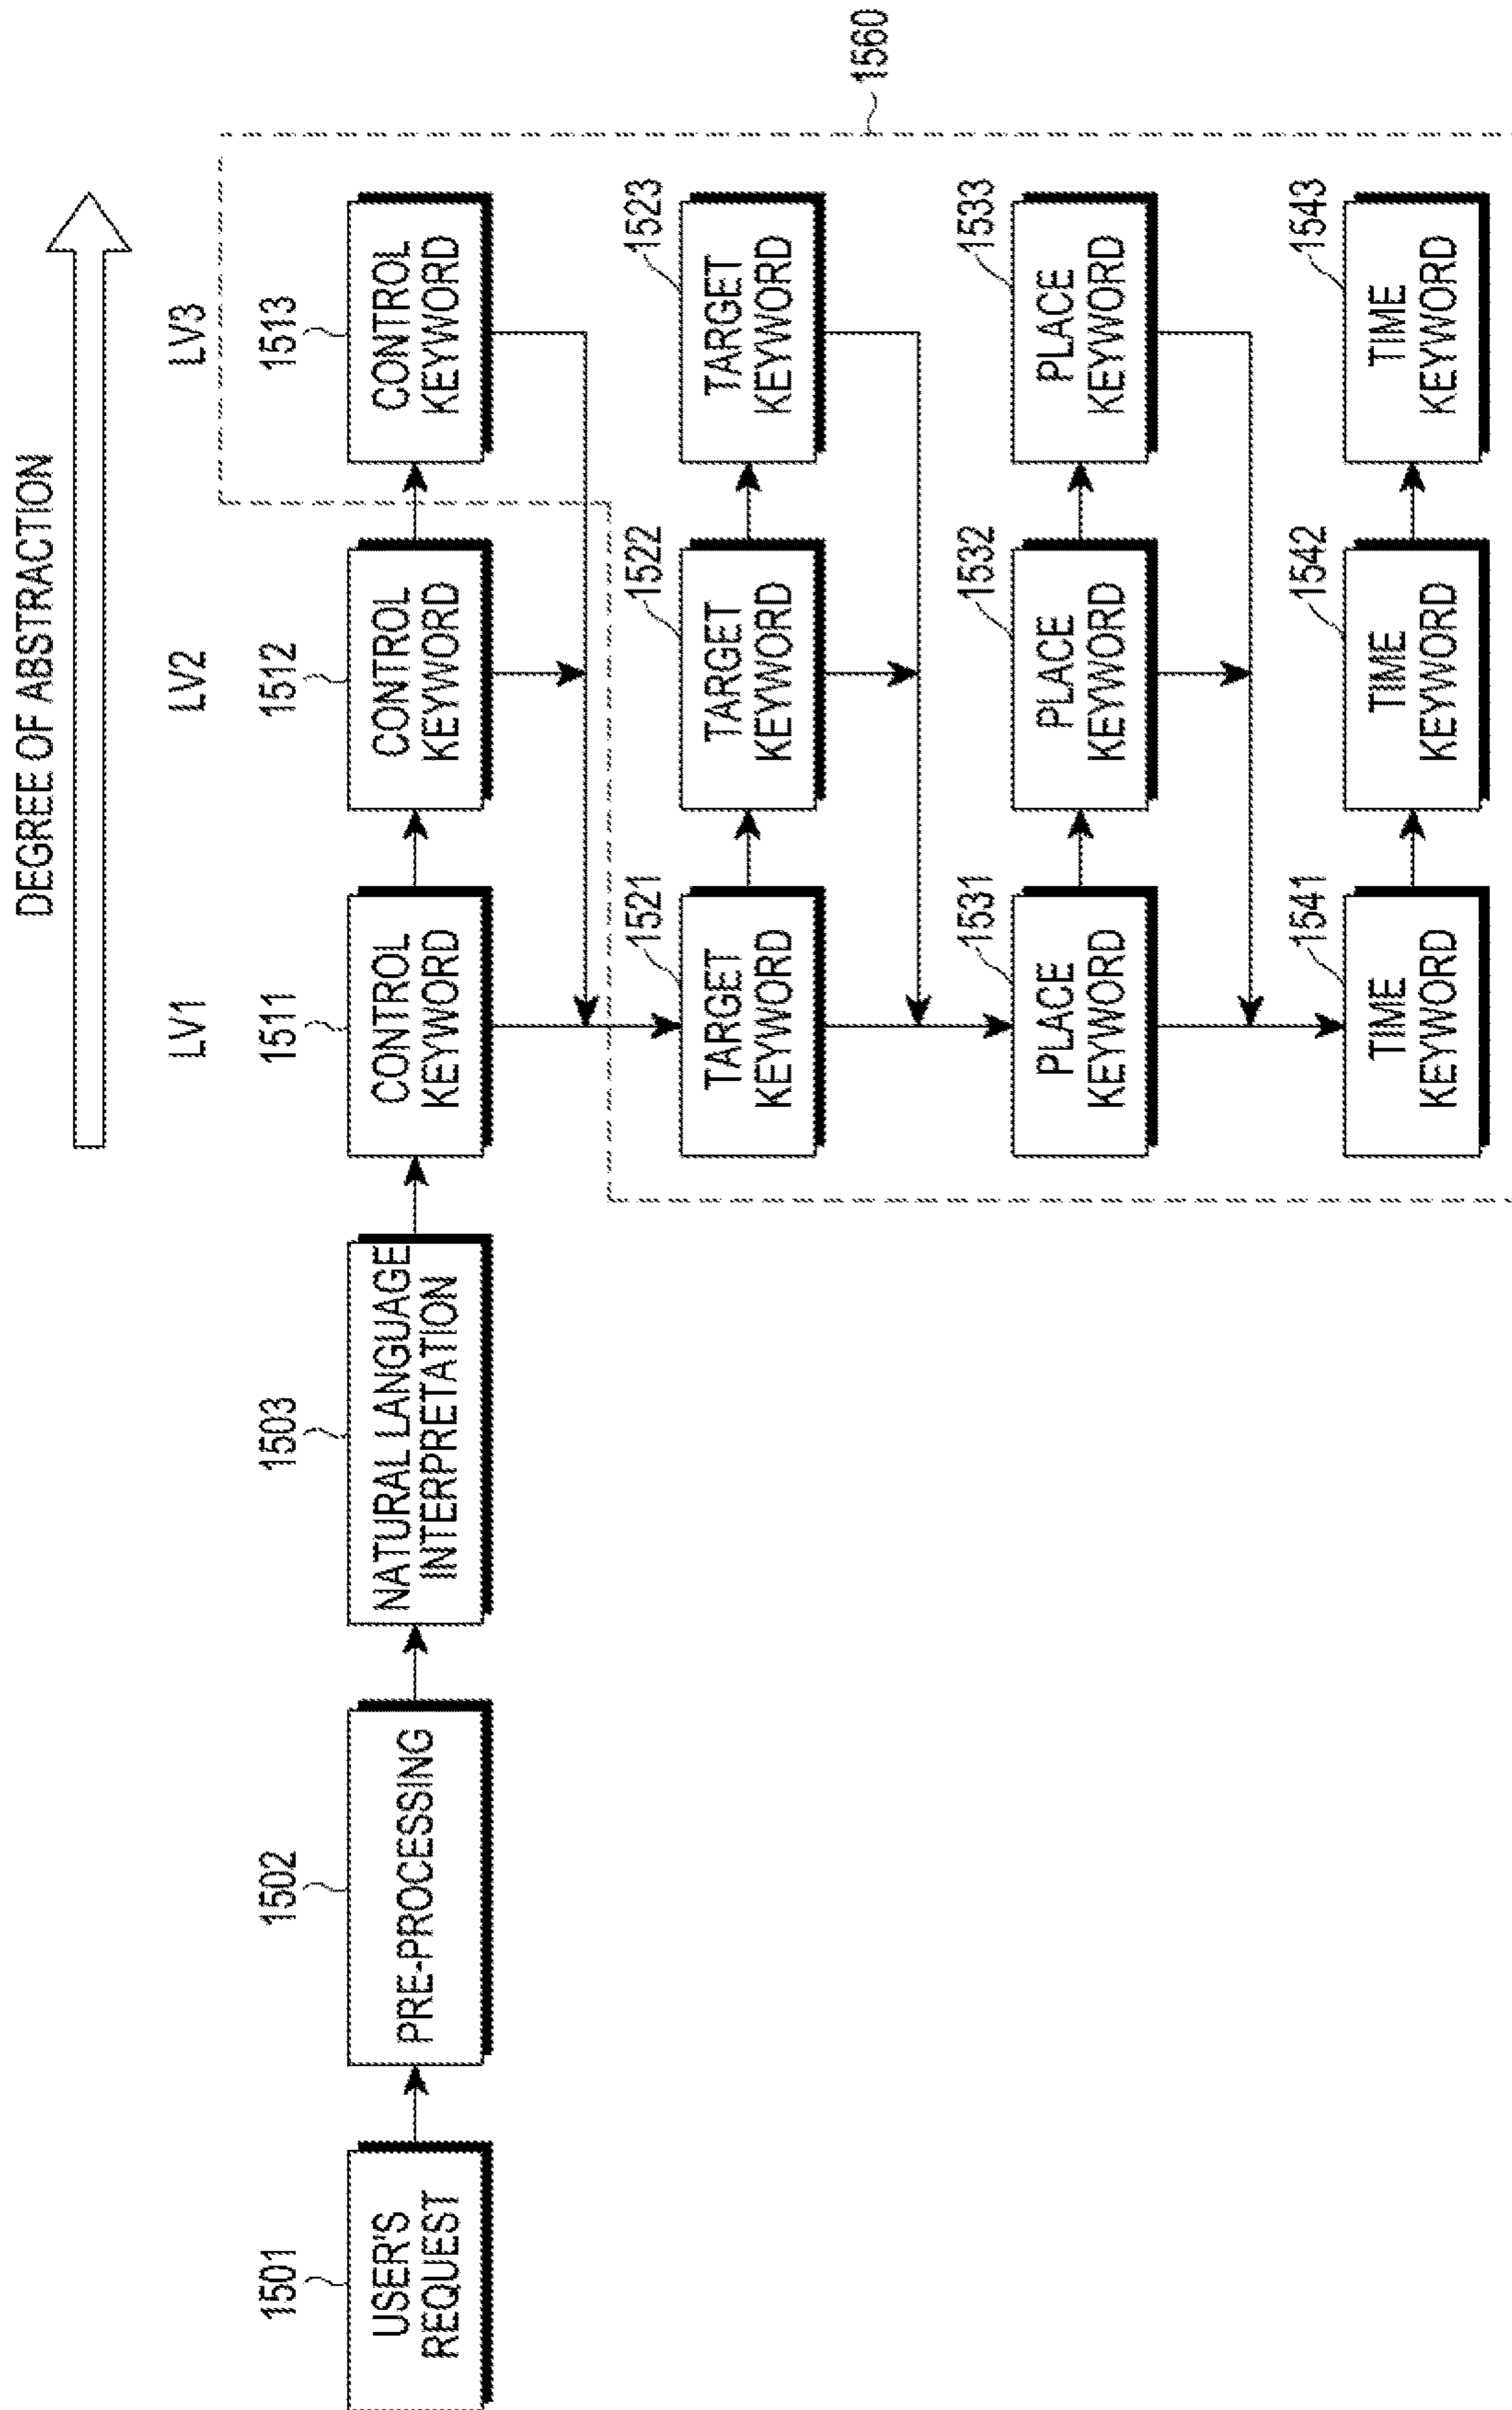 DEGREE OF ABSTRACTION
LV1
LV2
LV3
1501
USER'S
REQUEST
1502
PRE-PROCESSING
1503
NATURAL LANGUAGE
INTERPRETATION
1511
CONTROL
KEYWORD
1512
CONTROL
KEYWORD
1513
CONTROL
KEYWORD
1521
TARGET
KEYWORD
1522
TARGET
KEYWORD
1523
TARGET
KEYWORD
1560
1531
PLACE
KEYWORD
1532
PLACE
KEYWORD
1533
PLACE
KEYWORD
1541
TIME
KEYWORD
1542
TIME
KEYWORD
1543
TIME
KEYWORD